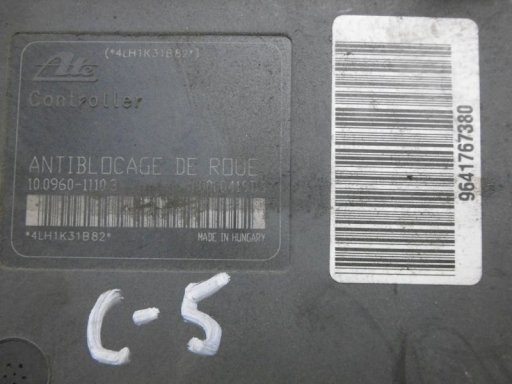 (*4LH1K31B82*)
Ate
Controller
ANTIBLOCAGE DE ROUE
10.0960-1110.3
*4LH1K31B82*
MADE IN HUNGARY
9641767380
C-5